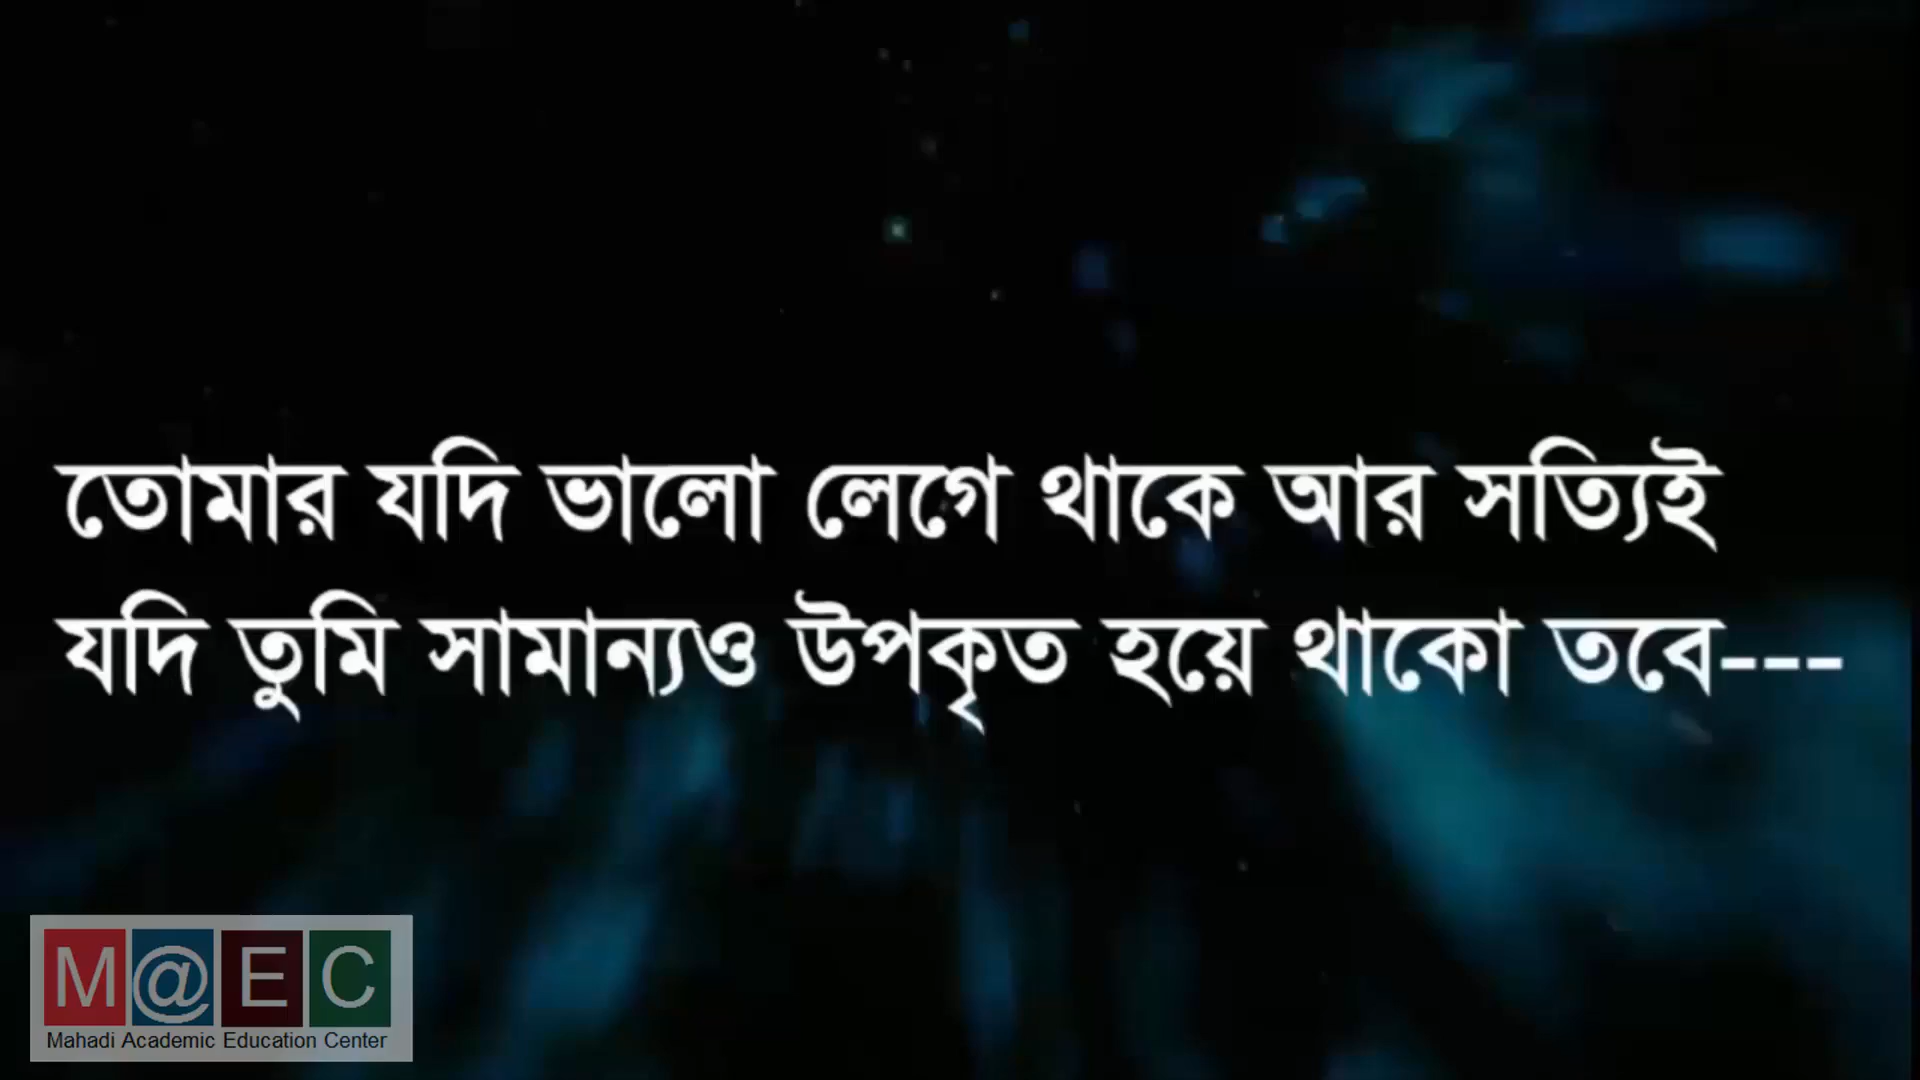 তোমার যদি ভালো লেগে থাকে আর সত্যিই
যদি তুমি সামান্যও উপকৃত হয়ে থাকো তবে---
M@EC
Mahadi Academic Education Center